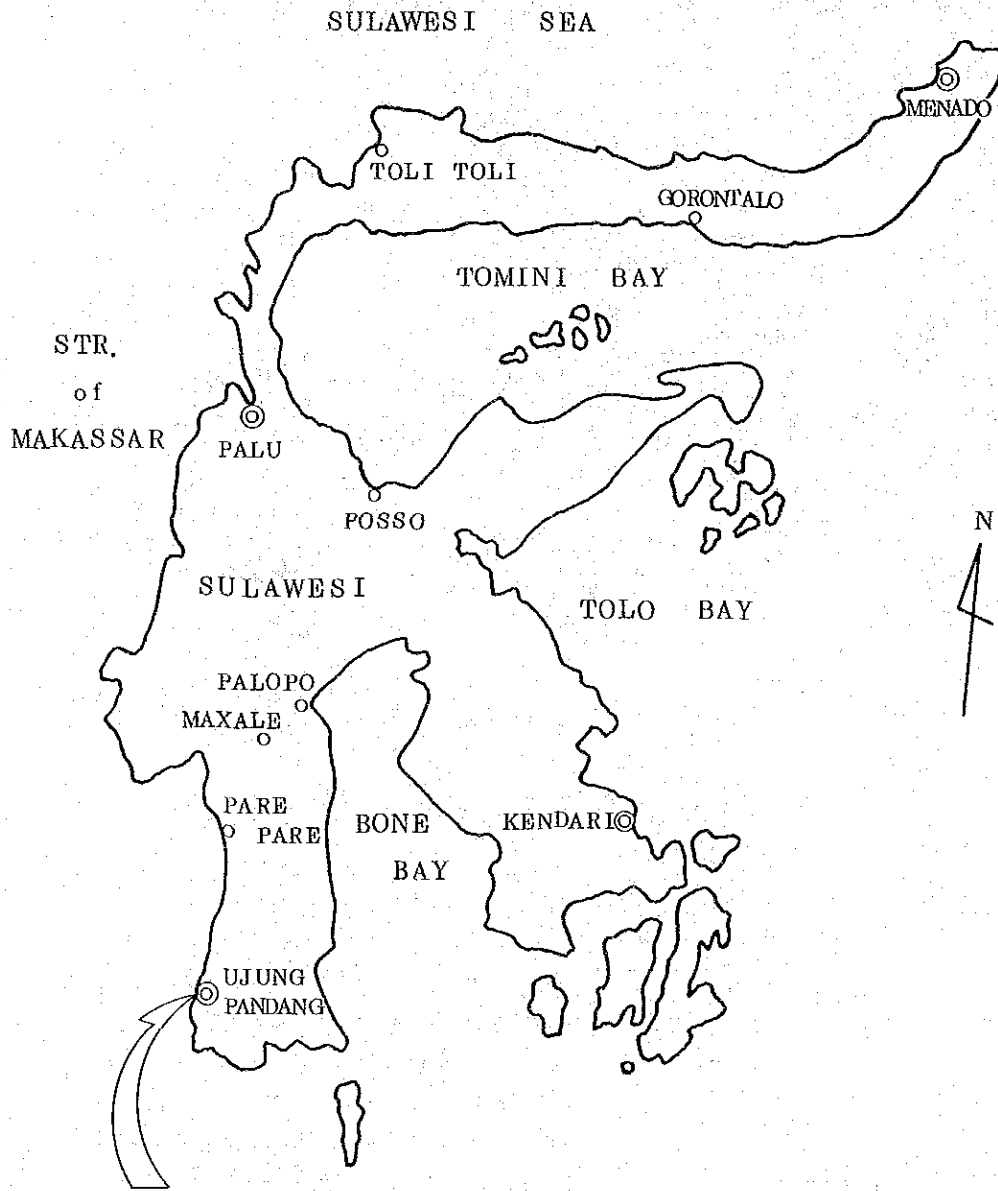 SULAWESI SEA
MENADO
TOLI TOLI
GORONTALO
TOMINI BAY
STR.
of
MAKASSAR
PALU
POSSO
N
SULAWESI
TOLO BAY
PALOPO
MAXALE
PARE
PARE
BONE
BAY
KENDARI
UJUNG
PANDANG